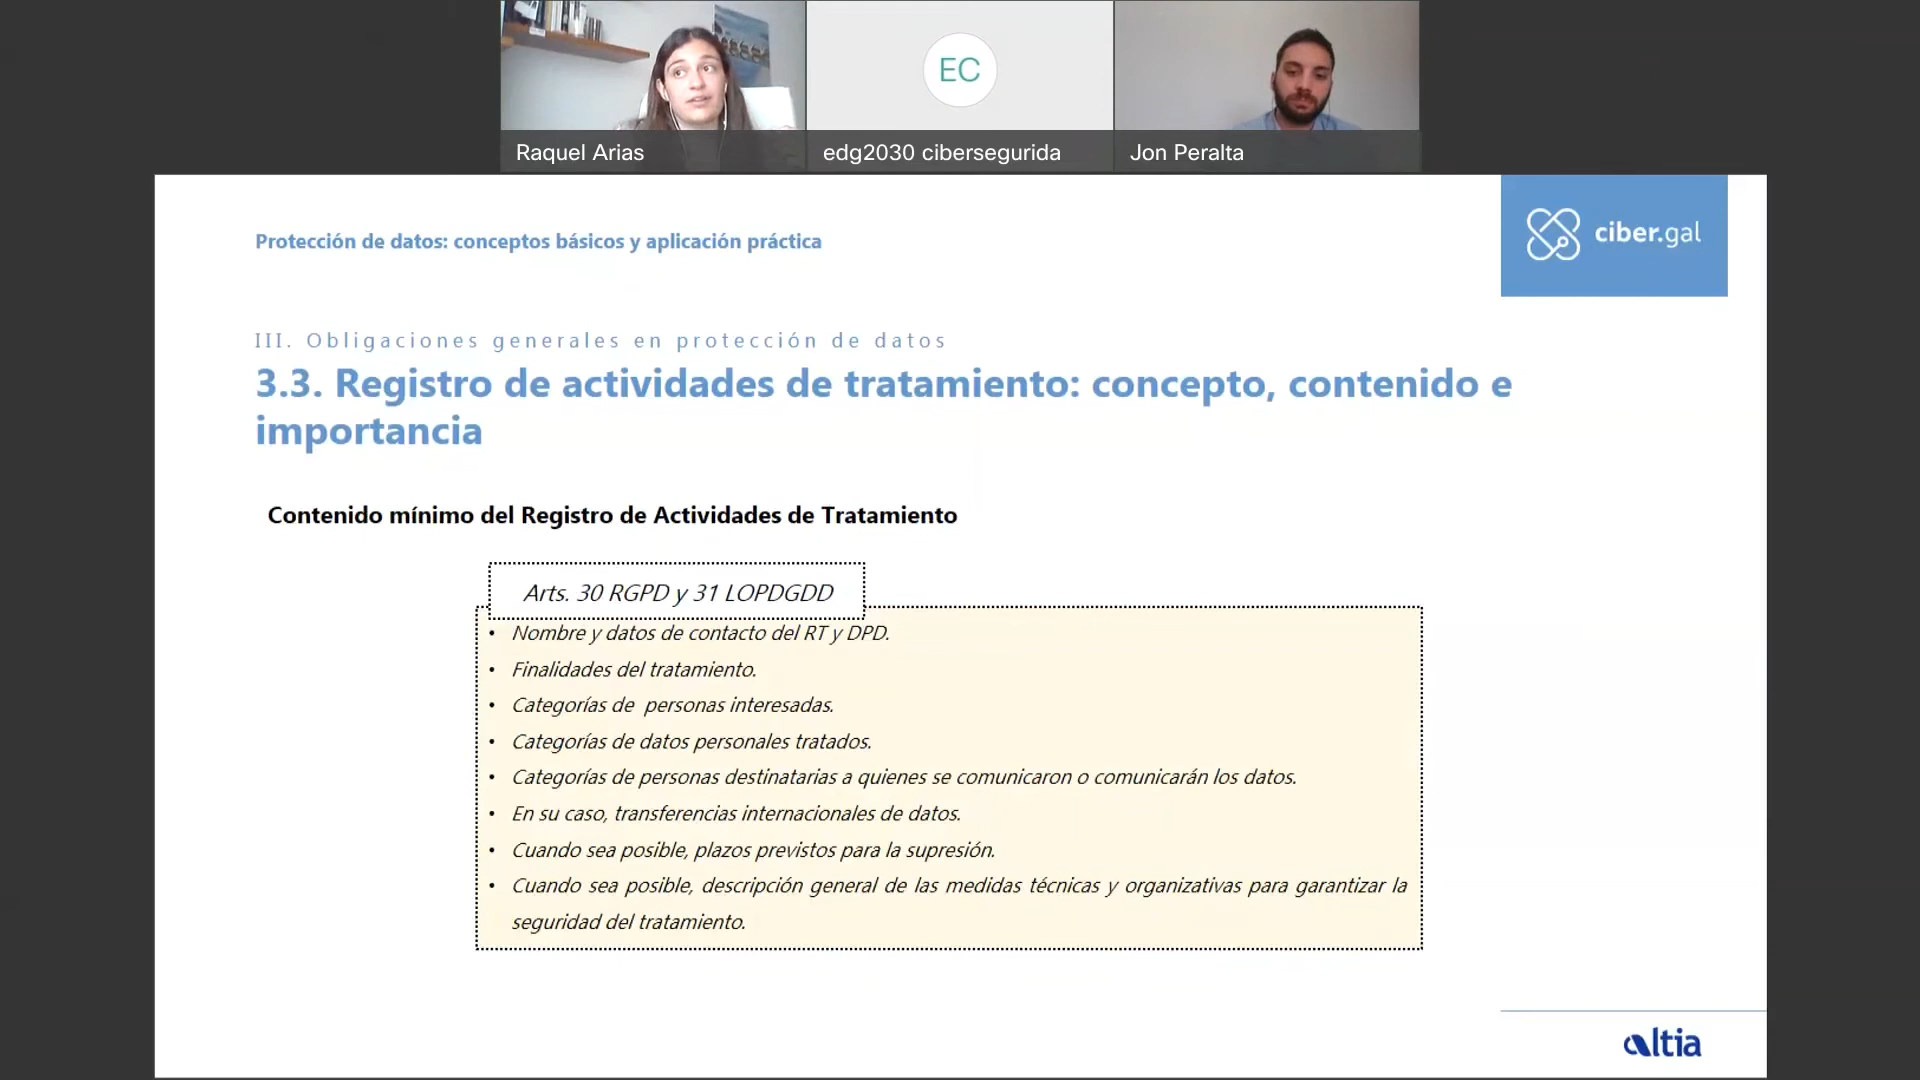 EC
Raquel Arias
edg2030 cibersegurida
Jon Peralta
Protección de datos: conceptos básicos y aplicación práctica
ciber.gal
III. Obligaciones generales en protección de datos
3.3. Registro de actividades de tratamiento: concepto, contenido e
importancia
Contenido mínimo del Registro de Actividades de Tratamiento
Arts. 30 RGPD y 31 LOPDGDD
• Nombre y datos de contacto del RT y DPD.
• Finalidades del tratamiento.
• Categorías de personas interesadas.
• Categorías de datos personales tratados.
• Categorías de personas destinatarias a quienes se comunicaron o comunicarán los datos.
• En su caso, transferencias internacionales de datos.
• Cuando sea posible, plazos previstos para la supresión.
• Cuando sea posible, descripción general de las medidas técnicas y organizativas para garantizar la
seguridad del tratamiento.
altia